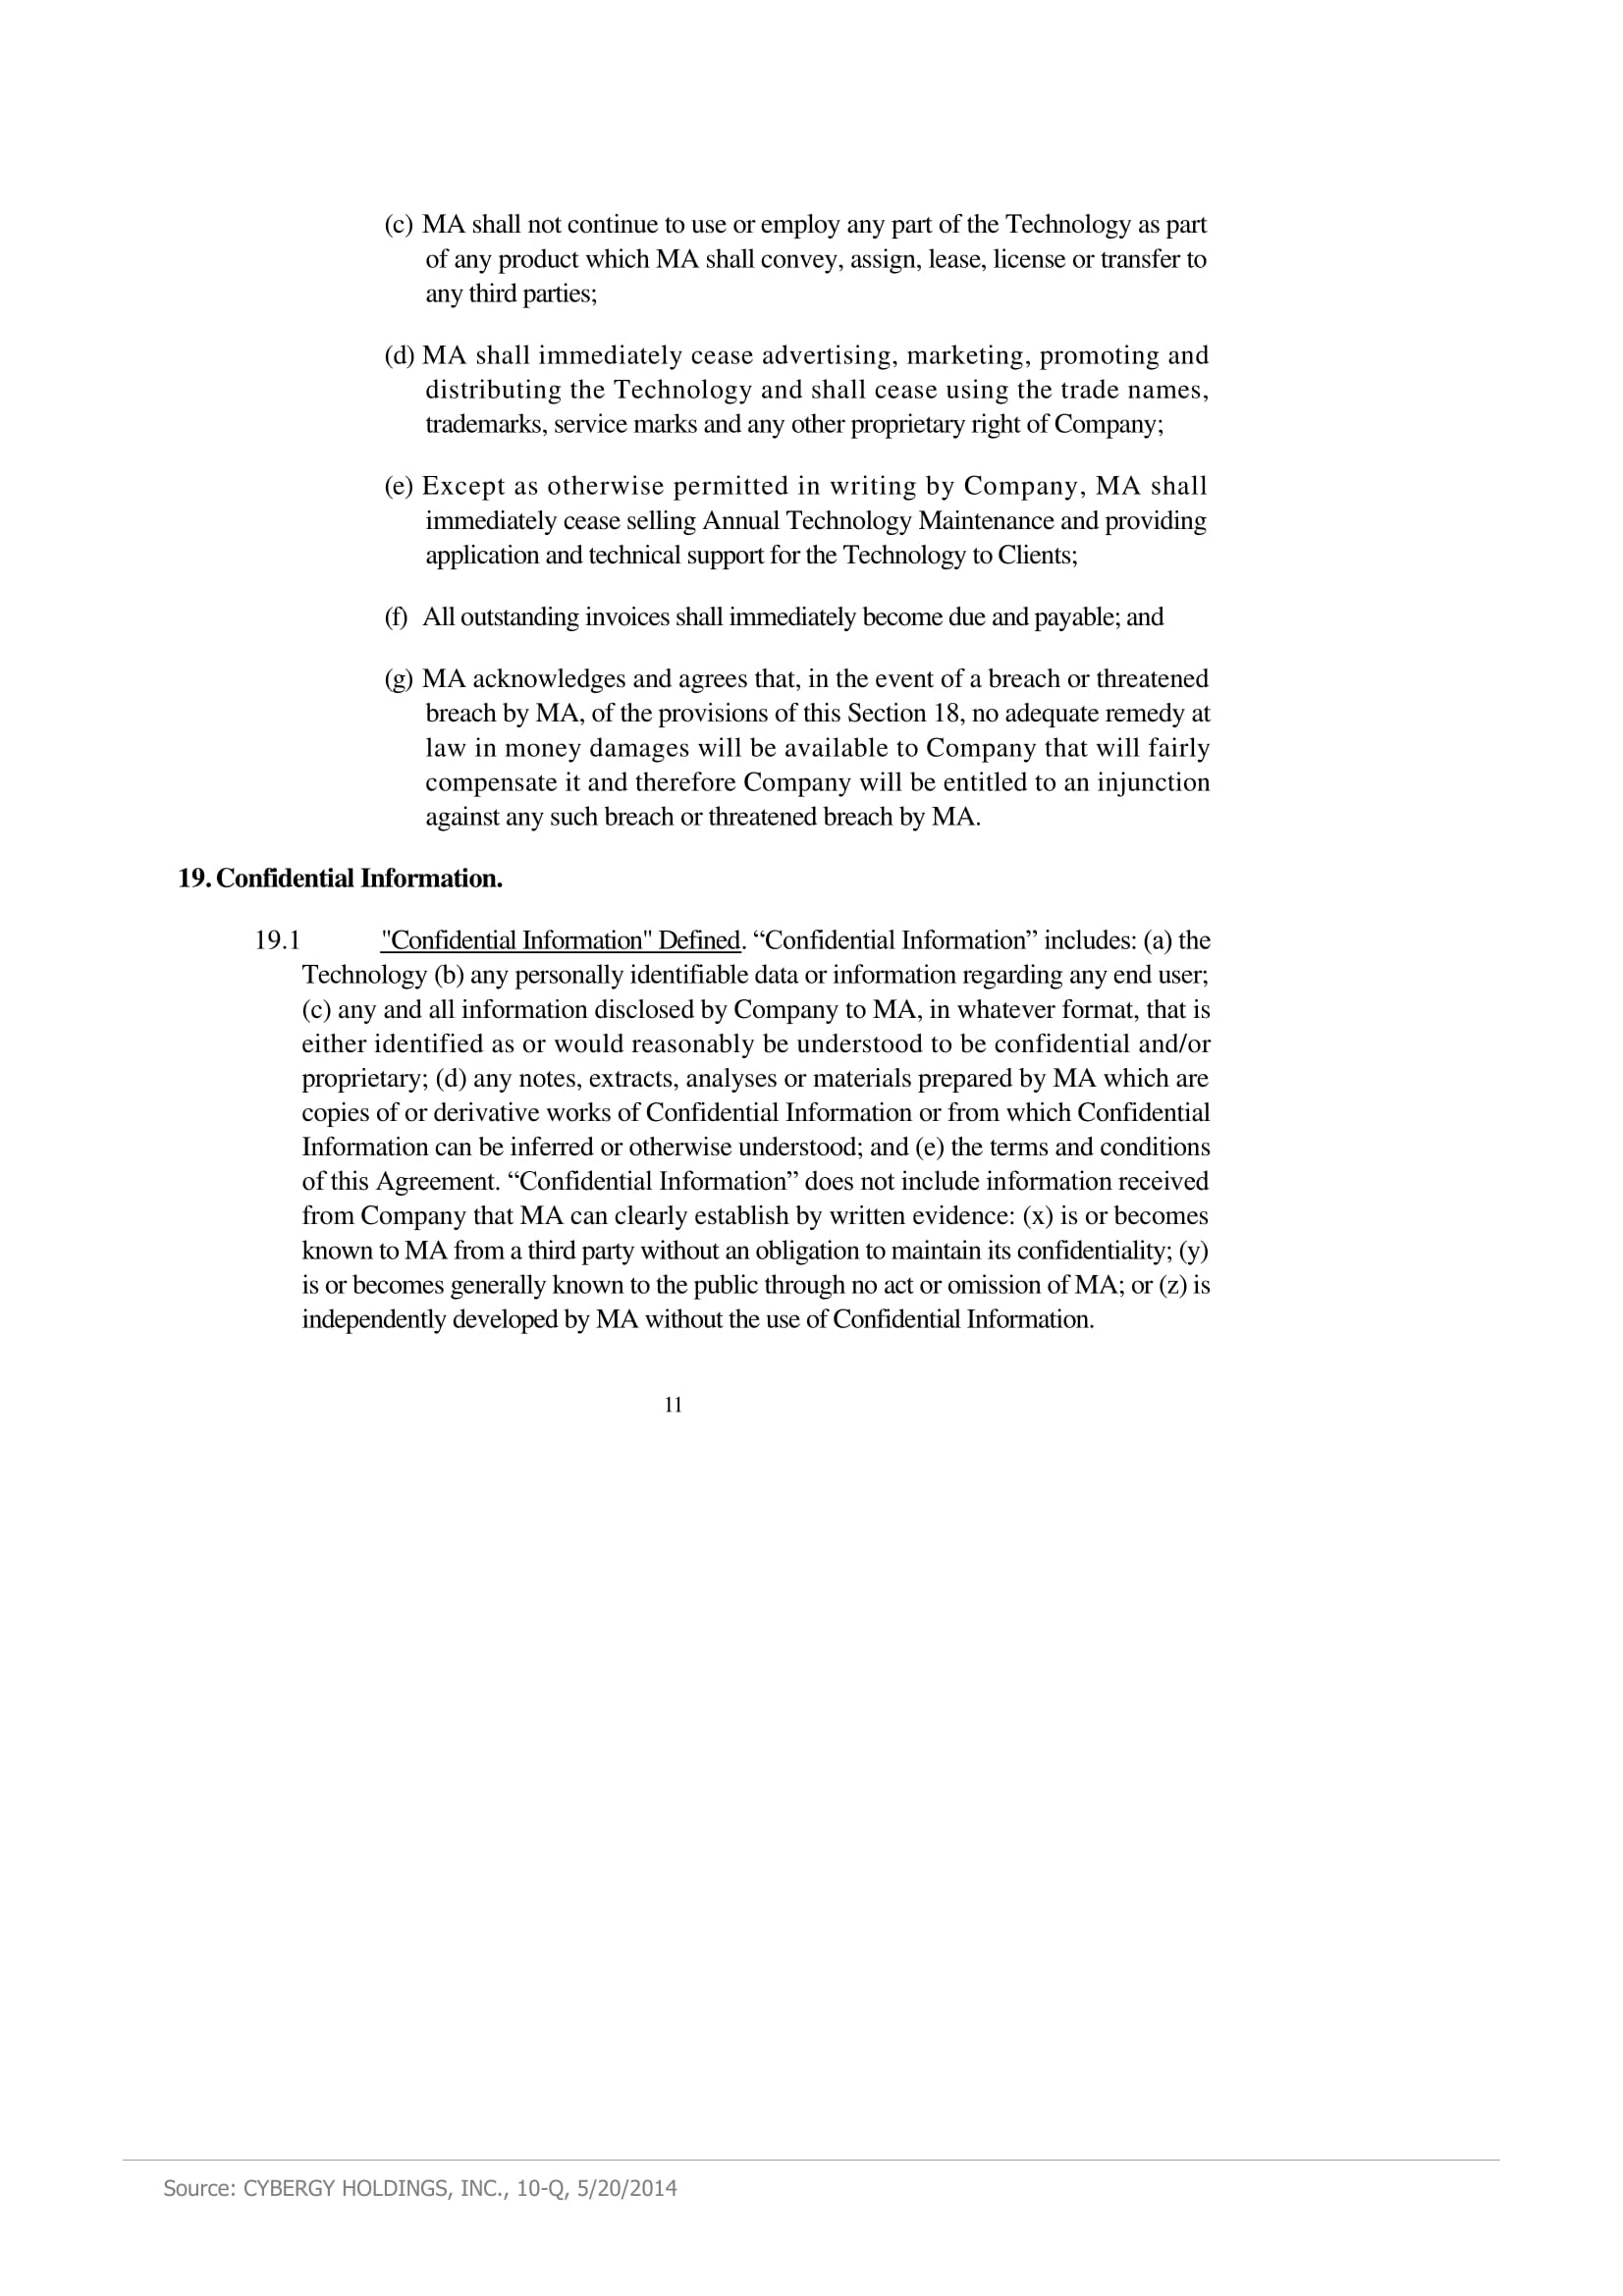 (c) MA shall not continue to use or employ any part of the Technology as part
of any product which MA shall convey, assign, lease, license or transfer to
any third parties;
(d) MA shall immediately cease advertising, marketing, promoting and
distributing the Technology and shall cease using the trade names,
trademarks, service marks and any other proprietary right of Company;
(e) Except as otherwise permitted in writing by Company, MA shall
immediately cease selling Annual Technology Maintenance and providing
application and technical support for the Technology to Clients;
(f) All outstanding invoices shall immediately become due and payable; and
(g) MA acknowledges and agrees that, in the event of a breach or threatened
breach by MA, of the provisions of this Section 18, no adequate remedy at
law in money damages will be available to Company that will fairly
compensate it and therefore Company will be entitled to an injunction
against any such breach or threatened breach by MA.
19. Confidential Information.
19.1 "Confidential Information" Defined. “Confidential Information” includes: (a) the
Technology (b) any personally identifiable data or information regarding any end user;
(c) any and all information disclosed by Company to MA, in whatever format, that is
either identified as or would reasonably be understood to be confidential and/or
proprietary; (d) any notes, extracts, analyses or materials prepared by MA which are
copies of or derivative works of Confidential Information or from which Confidential
Information can be inferred or otherwise understood; and (e) the terms and conditions
of this Agreement. “Confidential Information” does not include information received
from Company that MA can clearly establish by written evidence: (x) is or becomes
known to MA from a third party without an obligation to maintain its confidentiality; (y)
is or becomes generally known to the public through no act or omission of MA; or (z) is
independently developed by MA without the use of Confidential Information.
11
Source: CYBERGY HOLDINGS, INC., 10-Q, 5/20/2014